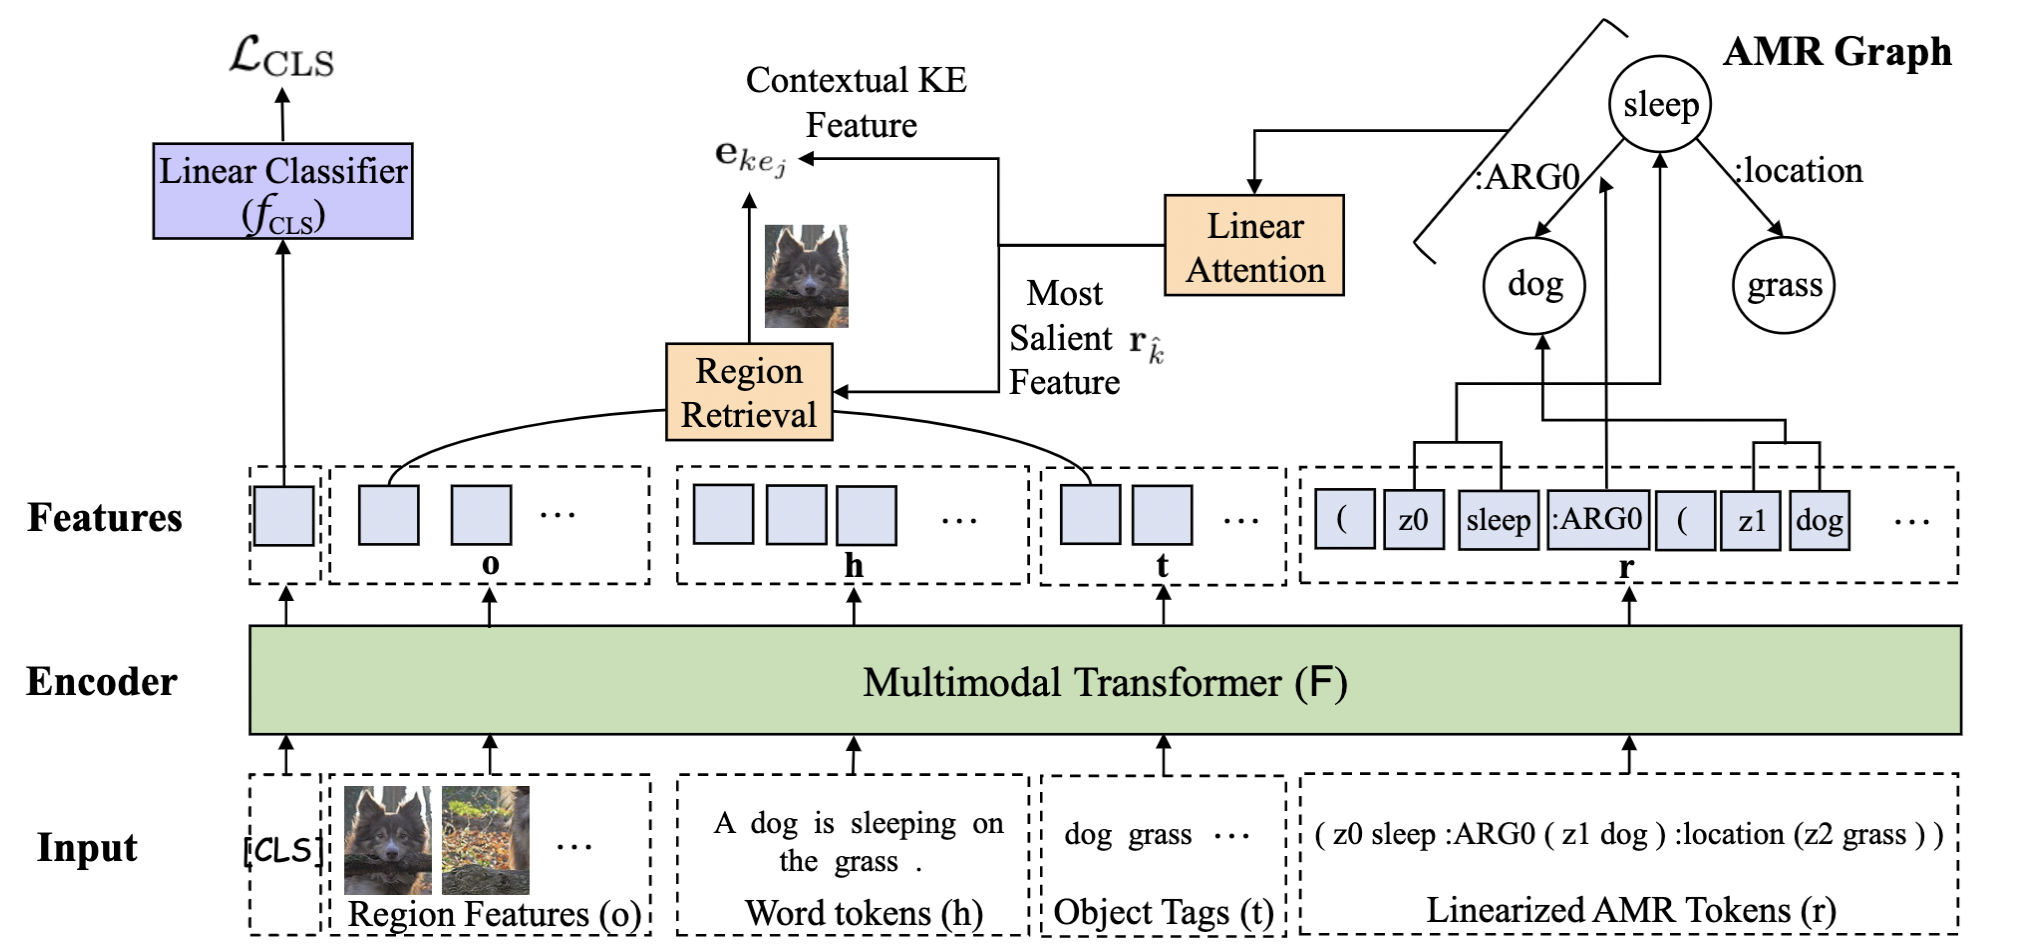 ℒCLS
Linear Classifier
(fCLS)
Contextual KE
Feature
e_{ke_j}
Region
Retrieval
Most
Salient r_{\hat{k}}
Feature
Linear
Attention
AMR Graph
sleep
:ARG0
:location
dog
grass
Features
...
o
...
h
...
t
( z0 sleep :ARG0 ( z1 dog ...
r
Encoder
Multimodal Transformer (F)
Input
[CLS]
...
Region Features (o)
A dog is sleeping on
the grass .
Word tokens (h)
dog grass ...
Object Tags (t)
( z0 sleep :ARG0 ( z1 dog ) :location (z2 grass ) )
Linearized AMR Tokens (r)